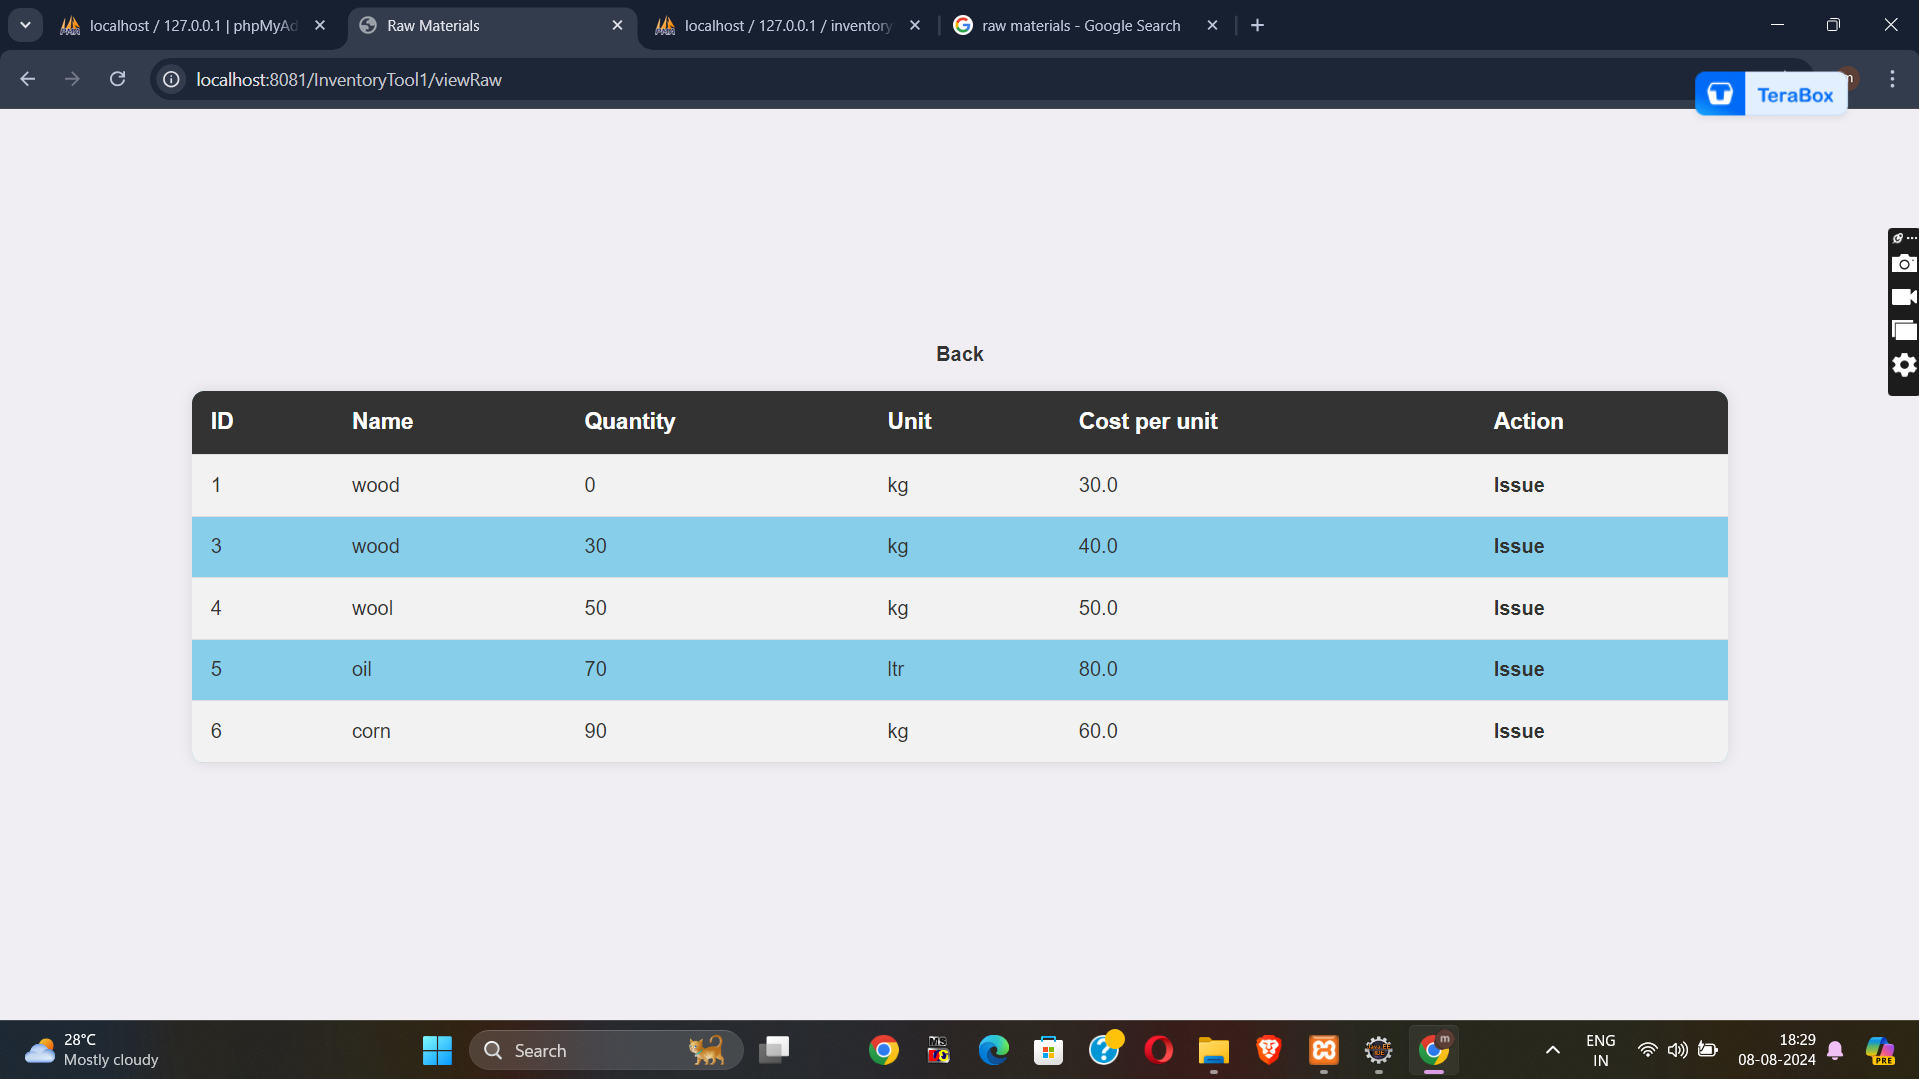 localhost / 127.0.0.1 | phpMyAd
Raw Materials
localhost / 127.0.0.1 / inventory
raw materials - Google Search
localhost:8081/InventoryTool1/viewRaw
TeraBox
Back
ID Name Quantity Unit Cost per unit Action
1 wood 0 kg 30.0 Issue
3 wood 30 kg 40.0 Issue
4 wool 50 kg 50.0 Issue
5 oil 70 ltr 80.0 Issue
6 corn 90 kg 60.0 Issue
28°C
Mostly cloudy
Search
ENG
IN
18:29
08-08-2024
PRE